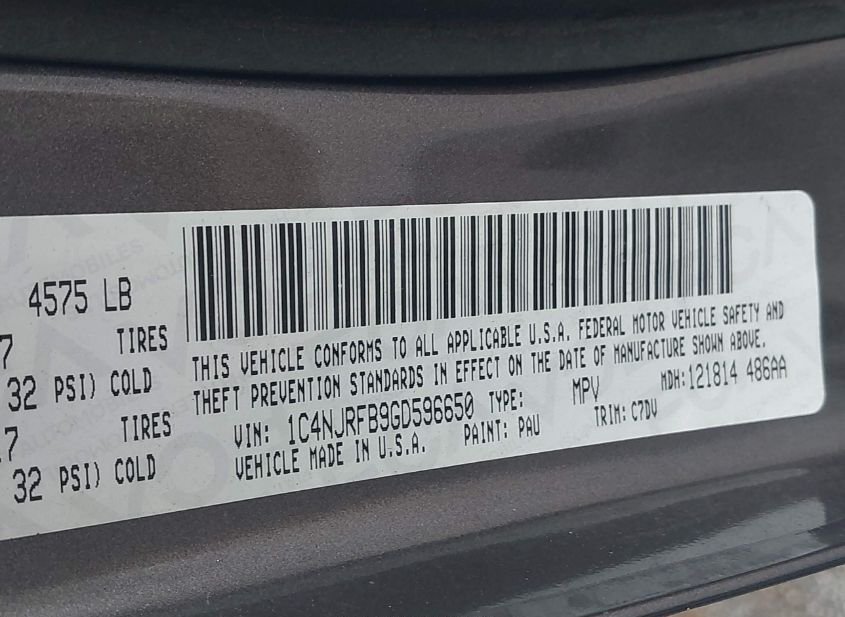 4575 LB
7 TIRES
32 PSI) COLD
.7 TIRES
32 PSI) COLD
THIS VEHICLE CONFORMS TO ALL APPLICABLE U.S.A. FEDERAL MOTOR VEHICLE SAFETY AND
THEFT PREVENTION STANDARDS IN EFFECT ON THE DATE OF MANUFACTURE SHOWN ABOVE.
VIN: 1C4NJRFB9GD596650 TYPE: MPV MDH:121814 486AA
VEHICLE MADE IN U.S.A. PAINT: PAU TRIM: C7DV